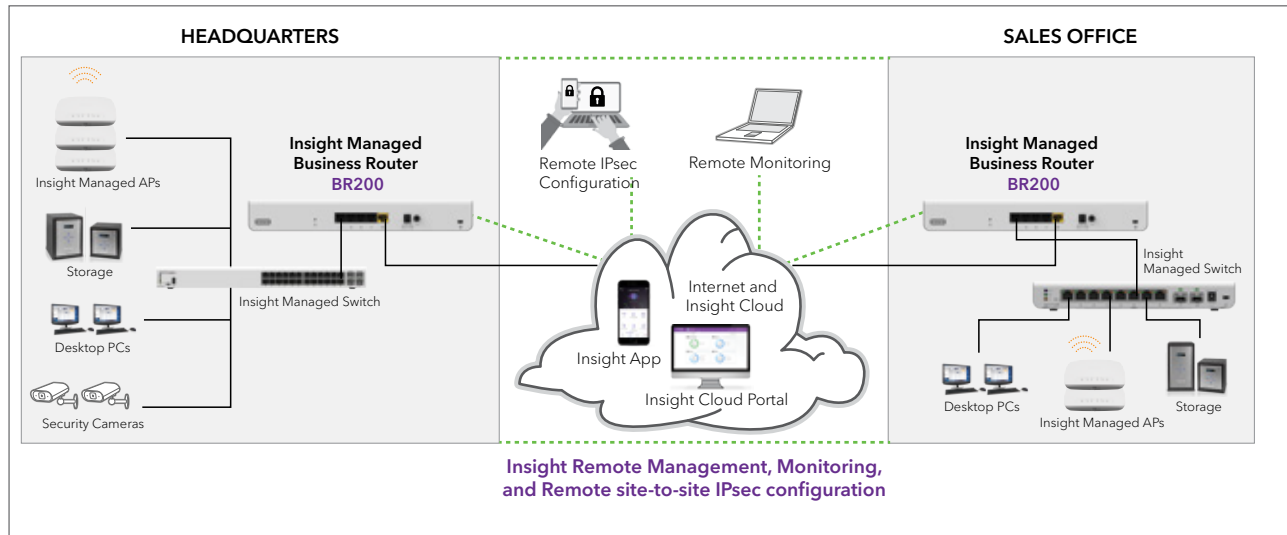 HEADQUARTERS
SALES OFFICE
Insight Managed APs
Storage
Desktop PCs
Security Cameras
Insight Managed
Business Router
BR200
Insight Managed Switch
Remote IPsec
Configuration
Remote Monitoring
Internet and
Insight Cloud
Insight App
Insight Cloud Portal
Insight Managed
Business Router
BR200
Insight
Managed Switch
Desktop PCs
Insight Managed APs
Storage
Insight Remote Management, Monitoring,
and Remote site-to-site IPsec configuration